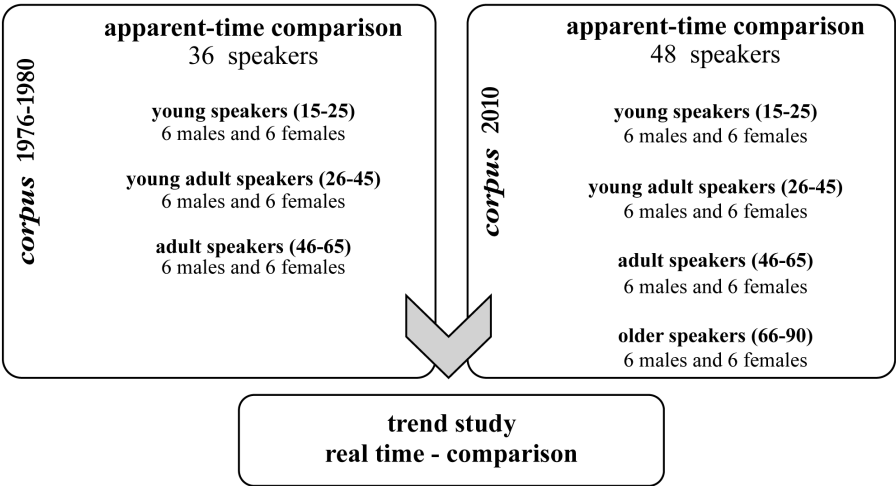 corpus 1976-1980
apparent-time comparison
36 speakers
young speakers (15-25)
6 males and 6 females
young adult speakers (26-45)
6 males and 6 females
adult speakers (46-65)
6 males and 6 females
corpus 2010
apparent-time comparison
48 speakers
young speakers (15-25)
6 males and 6 females
young adult speakers (26-45)
6 males and 6 females
adult speakers (46-65)
6 males and 6 females
older speakers (66-90)
6 males and 6 females
trend study
real time - comparison